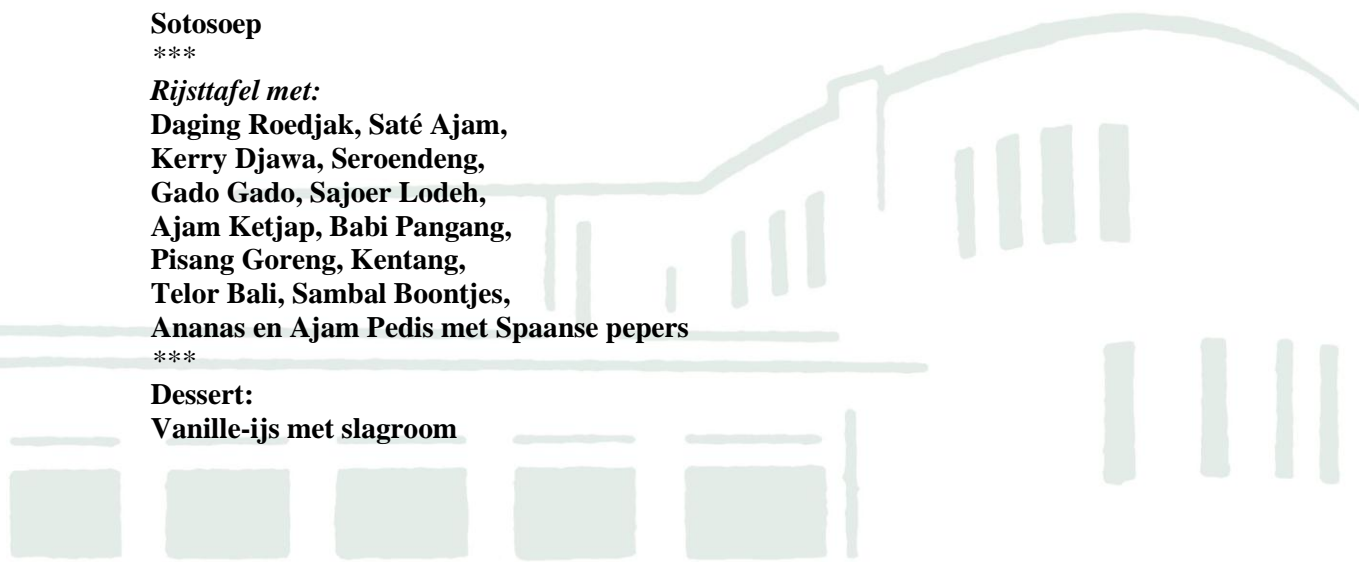 Sotosoep
***
Rijsttafel met:
Daging Roedjak, Saté Ajam,
Kerry Djawa, Seroendeng,
Gado Gado, Sajoer Lodeh,
Ajam Ketjap, Babi Pangang,
Pisang Goreng, Kentang,
Telor Bali, Sambal Boontjes,
Ananas en Ajam Pedis met Spaanse pepers
***
Dessert:
Vanille-ijs met slagroom